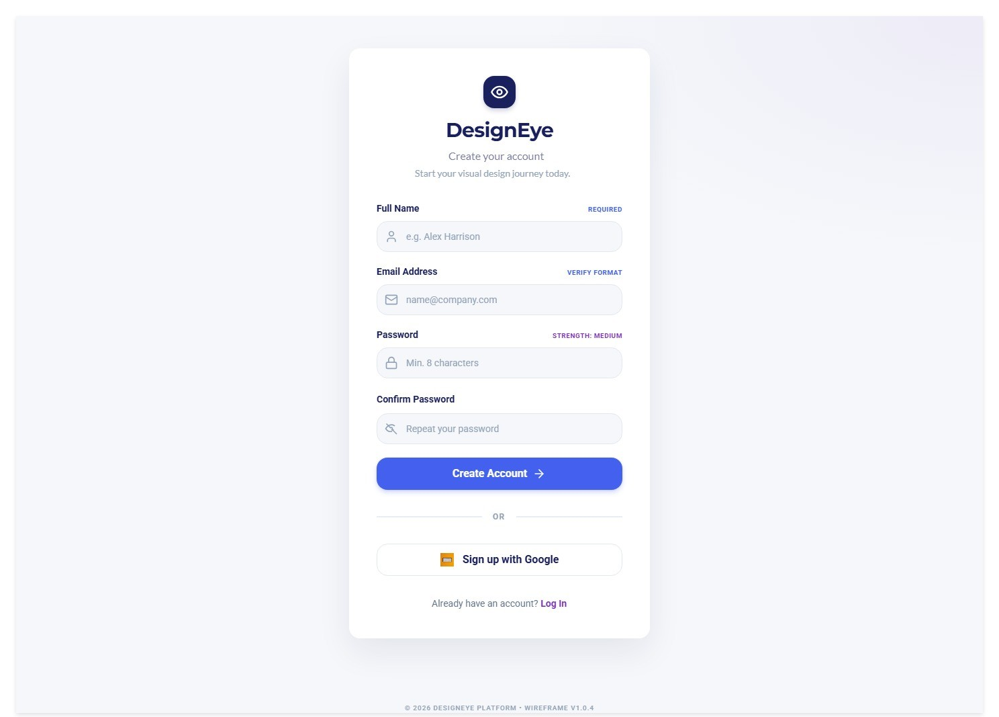 DesignEye
Create your account
Start your visual design journey today.
Full Name REQUIRED
e.g. Alex Harrison
Email Address VERIFY FORMAT
name@company.com
Password STRENGTH: MEDIUM
Min. 8 characters
Confirm Password
Repeat your password
Create Account
OR
Sign up with Google
Already have an account? Log In
© 2026 DESIGNEYE PLATFORM • WIREFRAME V1.0.4